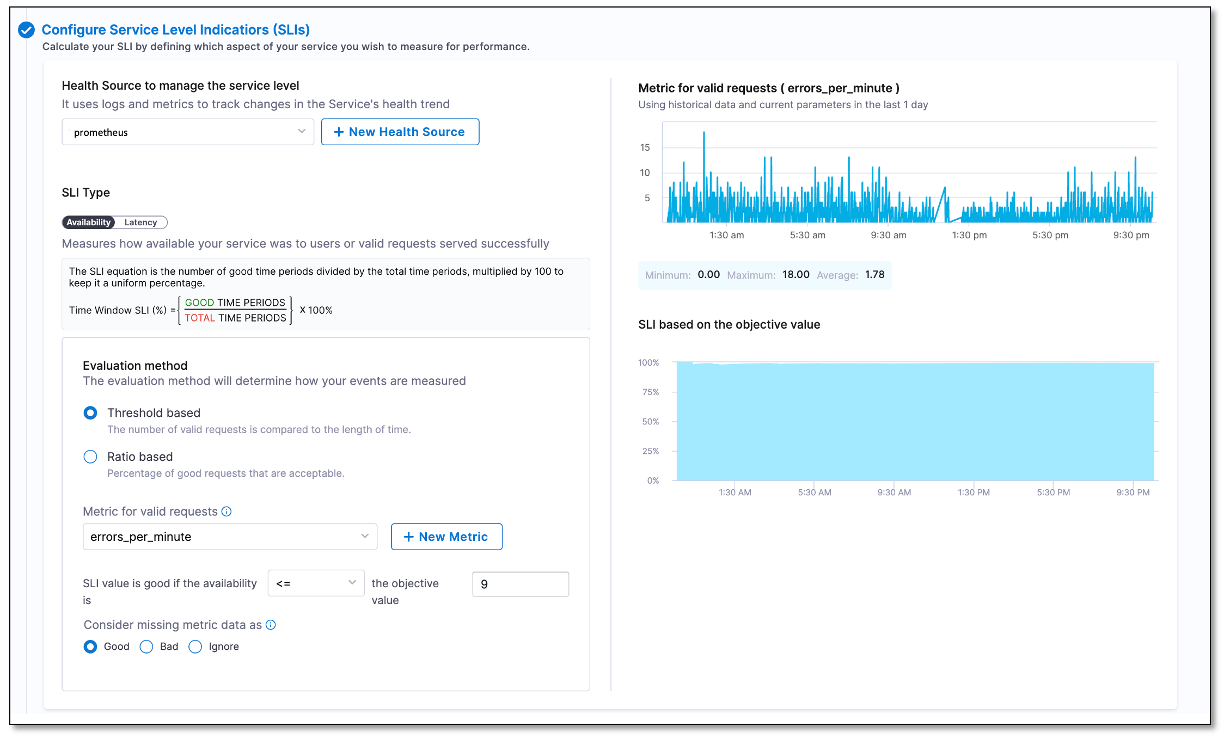 Configure Service Level Indicatiors (SLIs)
Calculate your SLI by defining which aspect of your service you wish to measure for performance.
Health Source to manage the service level
It uses logs and metrics to track changes in the Service's health trend
prometheus
+ New Health Source
SLI Type
Availability Latency
Measures how available your service was to users or valid requests served successfully
The SLI equation is the number of good time periods divided by the total time periods, multiplied by 100 to
keep it a uniform percentage.
GOOD TIME PERIODS
Time Window SLI (%) = X 100%
TOTAL TIME PERIODS
Evaluation method
The evaluation method will determine how your events are measured
Threshold based
The number of valid requests is compared to the length of time.
Ratio based
Percentage of good requests that are acceptable.
Metric for valid requests
errors_per_minute
+ New Metric
SLI value is good if the availability
is
<=
the objective
value
9
Consider missing metric data as
Good Bad Ignore
Metric for valid requests ( errors_per_minute )
Using historical data and current parameters in the last 1 day
15
10
5
1:30 am 5:30 am 9:30 am 1:30 pm 5:30 pm 9:30 pm
Minimum: 0.00 Maximum: 18.00 Average: 1.78
SLI based on the objective value
100%
75%
50%
25%
0%
1:30 AM 5:30 AM 9:30 AM 1:30 PM 5:30 PM 9:30 PM